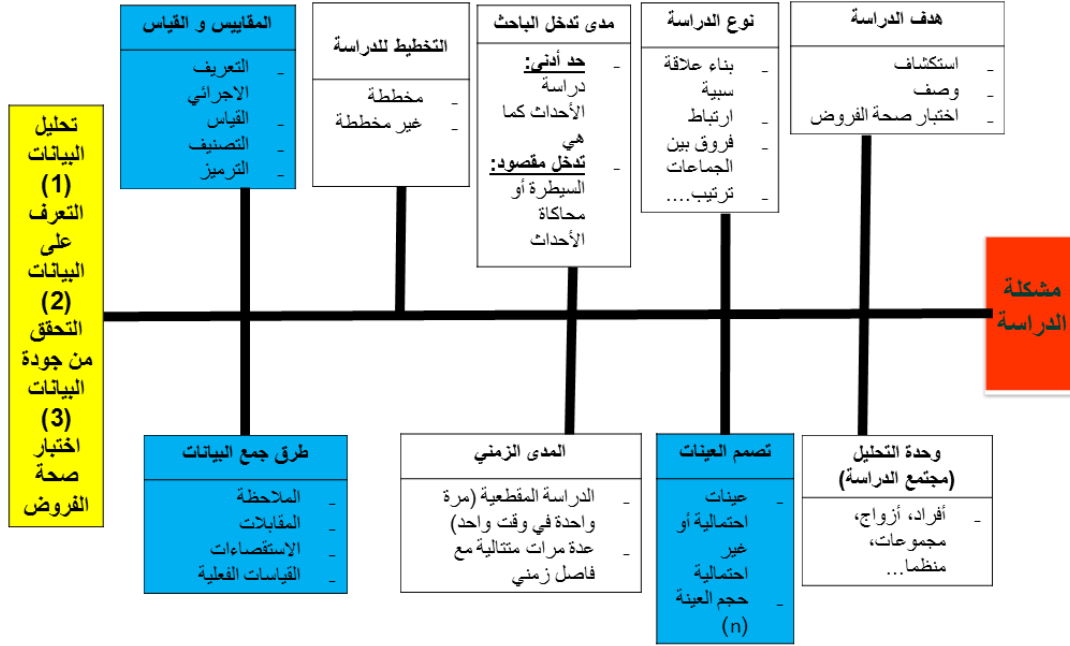 مشكلة
الدراسة
هدف الدراسة
- استكشاف
- وصف
- اختبار صحة الفروض
نوع الدراسة
- بناء علاقة
سببية
- ارتباط
- فروق بين
الجماعات
- ترتيب....
مدى تدخل الباحث
- حد أدنى:
دراسة
الأحداث كما
هي
- تدخل مقصود:
السيطرة أو
محاكاة
الأحداث
التخطيط للدراسة
- مخططة
- غير مخططة
المقاييس و القياس
- التعريف
الاجرائي
- القياس
- التصنيف
- الترميز
وحدة التحليل
(مجتمع الدراسة)
- أفراد، أزواج،
مجموعات،
منظما...
تصمم العينات
- عينات
احتمالية أو
غير
احتمالية
- حجم العينة
(n)
المدى الزمني
- الدراسة المقطعية (مرة
واحدة في وقت واحد)
- عدة مرات متتالية مع
فاصل زمني
طرق جمع البيانات
- الملاحظة
- المقابلات
- الاستقصاءات
- القياسات الفعلية
تحليل
البيانات
(1)
التعرف
على
البيانات
(2)
التحقق
من جودة
البيانات
(3)
اختبار
صحة
الفروض